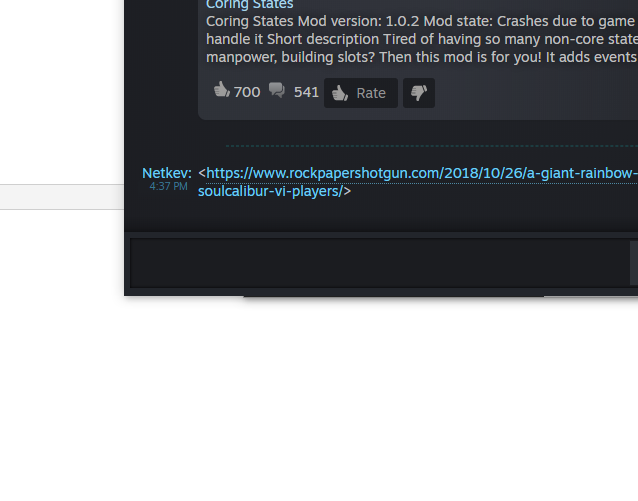 Coring States
Coring States Mod version: 1.0.2 Mod state: Crashes due to game
handle it Short description Tired of having so many non-core state
manpower, building slots? Then this mod is for you! It adds events
700 541 Rate
Netkev: <https://www.rockpapershotgun.com/2018/10/26/a-giant-rainbow-
4:37 PM soulcalibur-vi-players/>